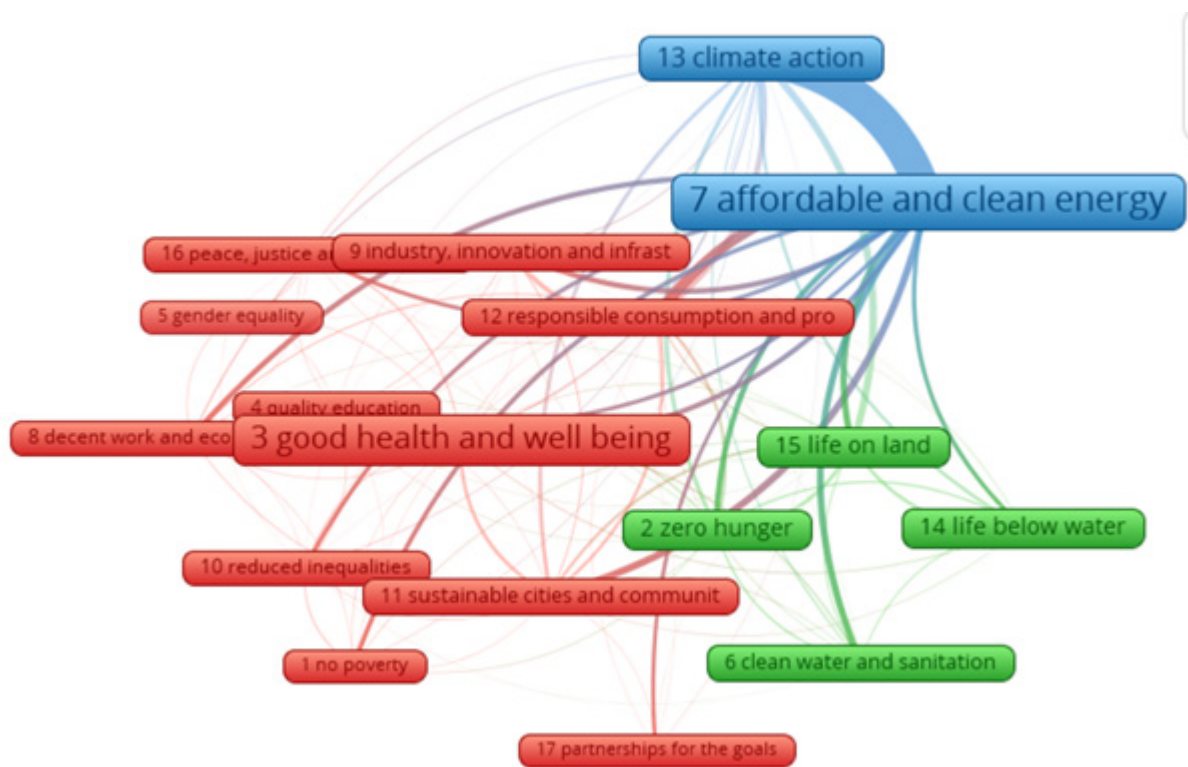 13 climate action
7 affordable and clean energy
16 peace, justice a
9 industry, innovation and infrast
5 gender equality
12 responsible consumption and pro
4 quality education
8 decent work and eco
3 good health and well being
15 life on land
2 zero hunger
14 life below water
10 reduced inequalities
11 sustainable cities and communit
6 clean water and sanitation
1 no poverty
17 partnerships for the goals